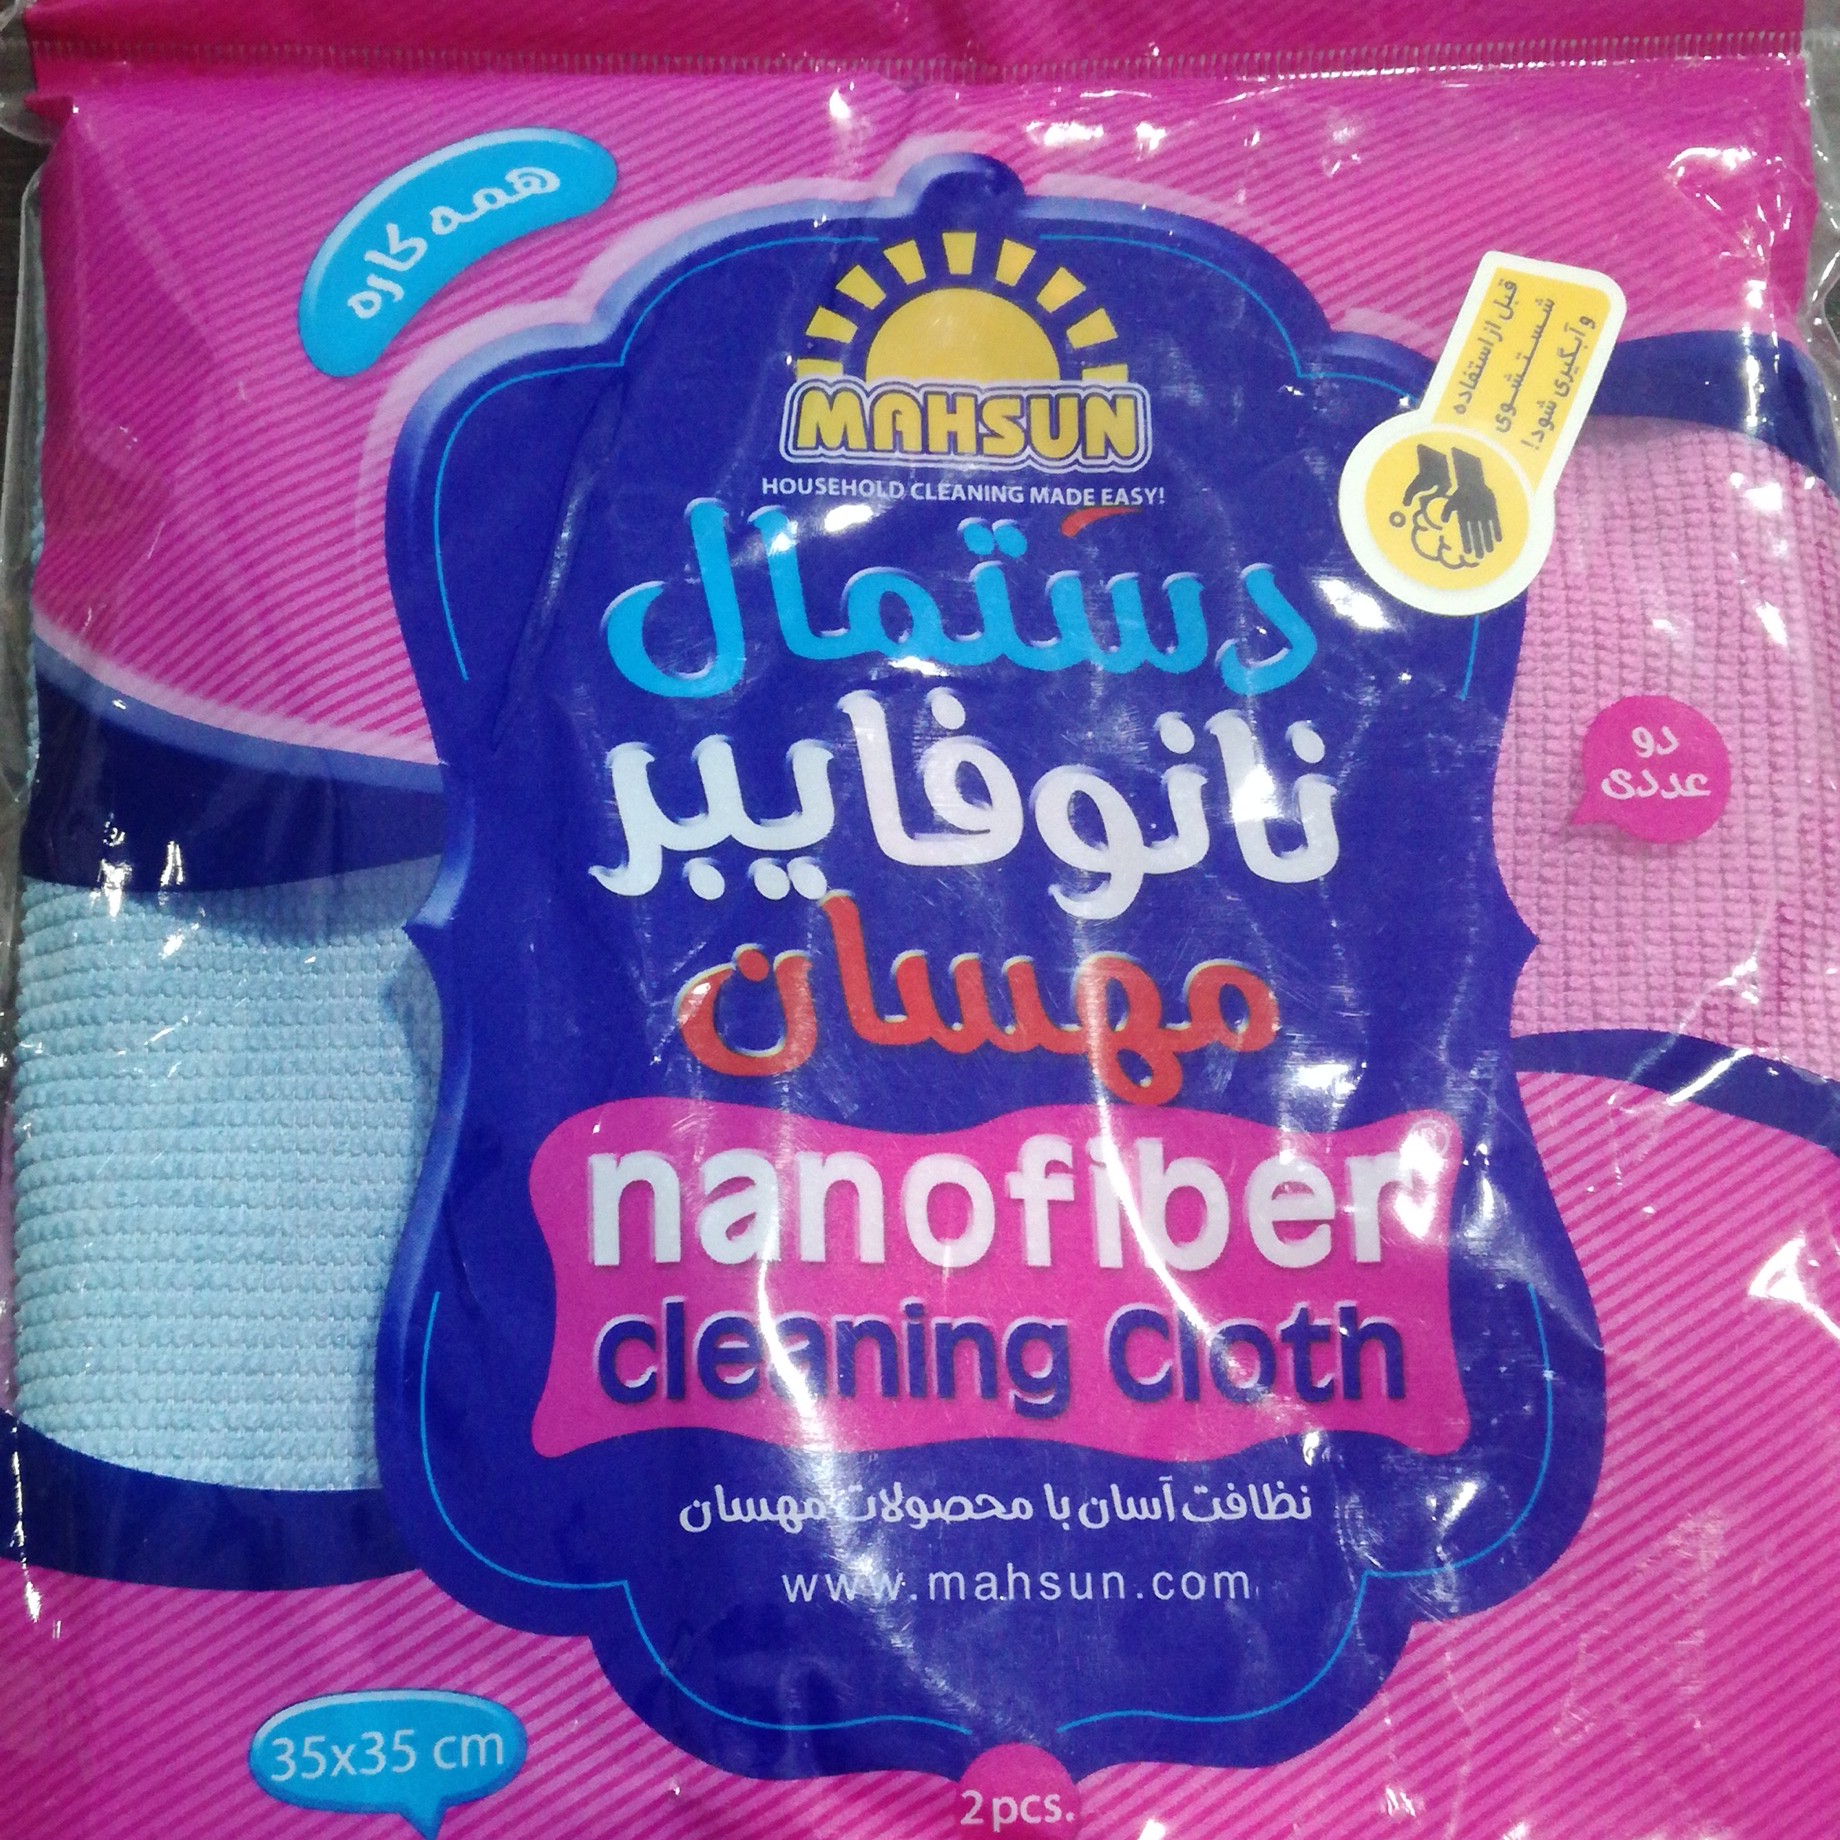 همه کاره
MAHSUN
HOUSEHOLD CLEANING MADE EASY!
قبل از استفاده
شستشوی
و آبگیری شود!
دستمال
نانوفایبر
مهسان
دو
عددی
nanofiber®
cleaning Cloth
نظافت آسان با محصولات مهسان
www.mahsun.com
35x35 cm
2 pcs.